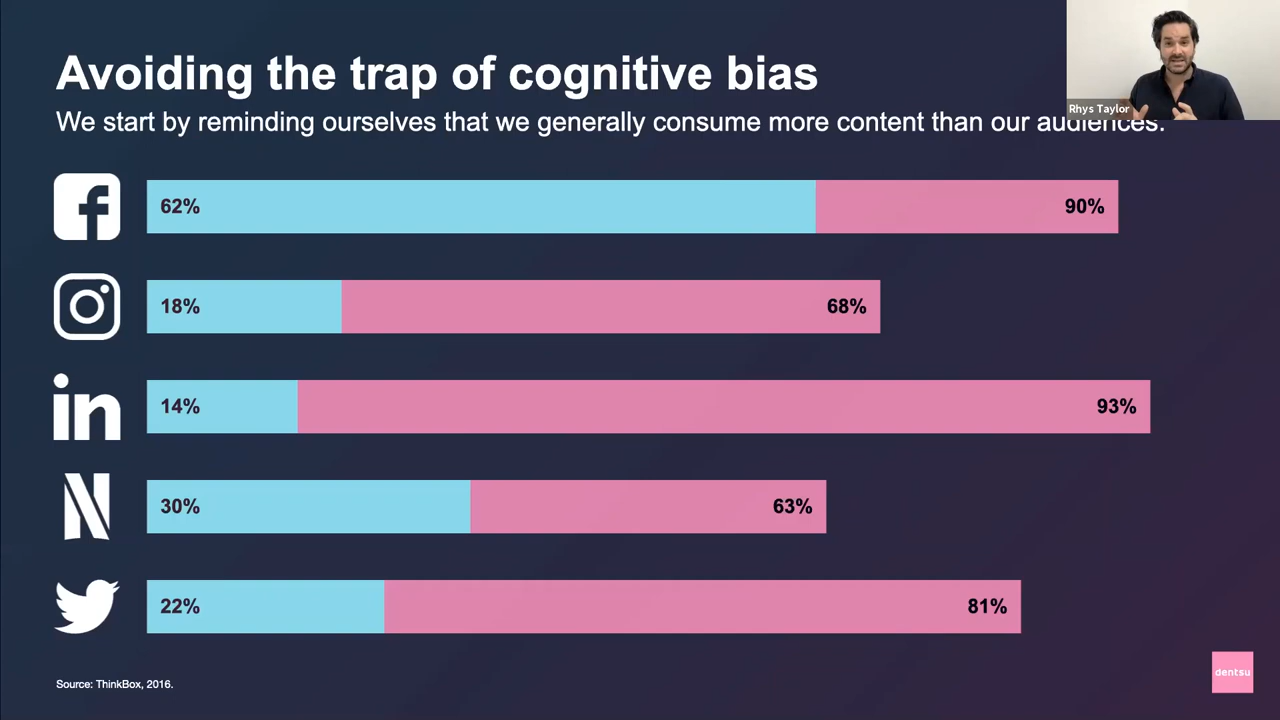 Avoiding the trap of cognitive bias
We start by reminding ourselves that we generally consume more content than our audiences.
Rhys Taylor
62% 90%
18% 68%
in
14% 93%
N
30% 63%
22% 81%
Source: ThinkBox, 2016.
dentsu